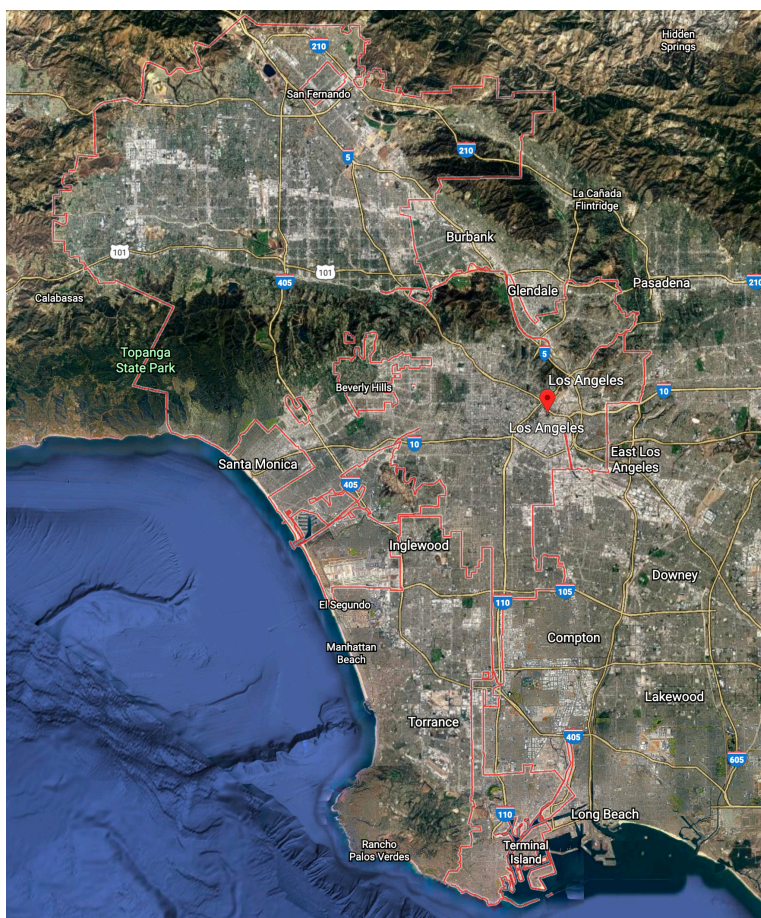 Hidden
Springs
210
San Fernando
5
210
La Cañada
Flintridge
Burbank
101
101
405
Glendale
Pasadena
210
Calabasas
Topanga
State Park
5
Los Angeles
Beverly Hills
10
Los Angeles
10
East Los
Angeles
Santa Monica
405
Inglewood
Downey
105
110
El Segundo
Compton
Manhattan
Beach
Lakewood
Torrance
405
605
110
Long Beach
Rancho
Palos Verdes
Terminal
Island